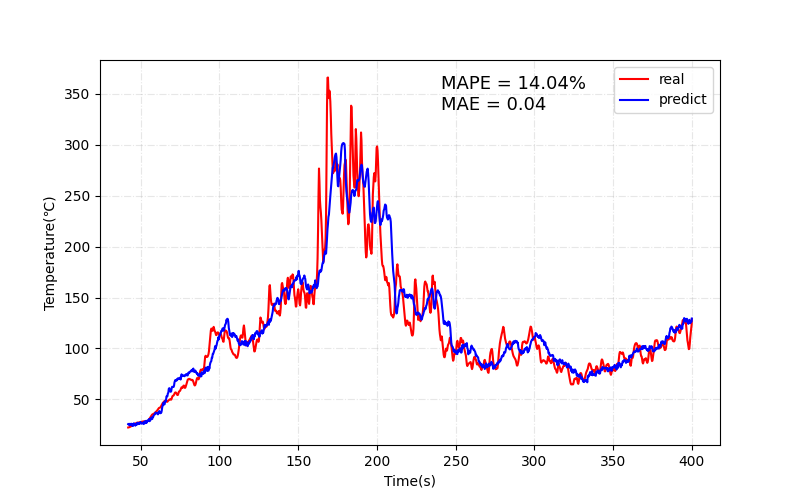 MAPE = 14.04%
MAE = 0.04
real
predict
Temperature(℃)
350
300
250
200
150
100
50
50 100 150 200 250 300 350 400
Time(s)